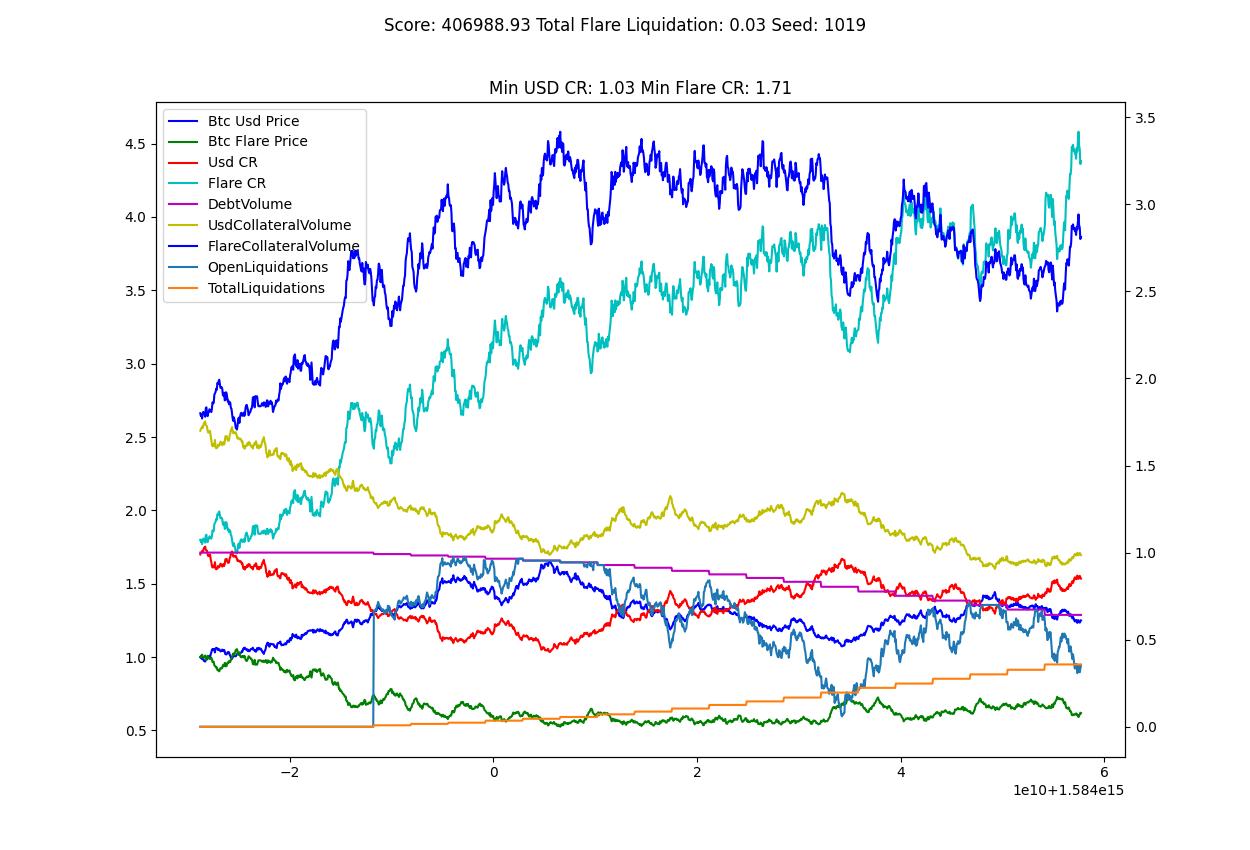 Score: 406988.93 Total Flare Liquidation: 0.03 Seed: 1019
Min USD CR: 1.03 Min Flare CR: 1.71
Btc Usd Price
Btc Flare Price
Usd CR
Flare CR
DebtVolume
UsdCollateralVolume
FlareCollateralVolume
OpenLiquidations
TotalLiquidations
4.5
4.0
3.5
3.0
2.5
2.0
1.5
1.0
0.5
3.5
3.0
2.5
2.0
1.5
1.0
0.5
0.0
−2
0
2
4
6
1e10+1.584e15